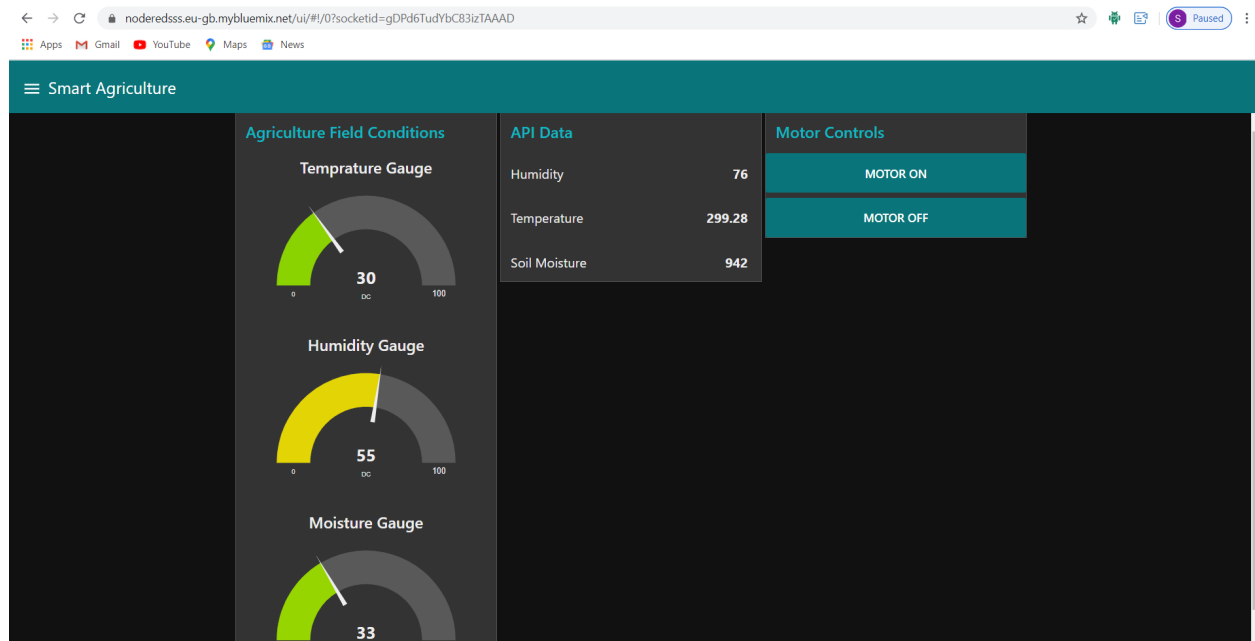 noderedsss.eu-gb.mybluemix.net/ui/#!/0?socketid=gDPd6TudYbC83izTAAAD
S Paused
Apps Gmail YouTube Maps News
Smart Agriculture
Agriculture Field Conditions
Temprature Gauge
30
DC
0 100
Humidity Gauge
55
DC
0 100
Moisture Gauge
33
API Data
Humidity 76
Temperature 299.28
Soil Moisture 942
Motor Controls
MOTOR ON
MOTOR OFF